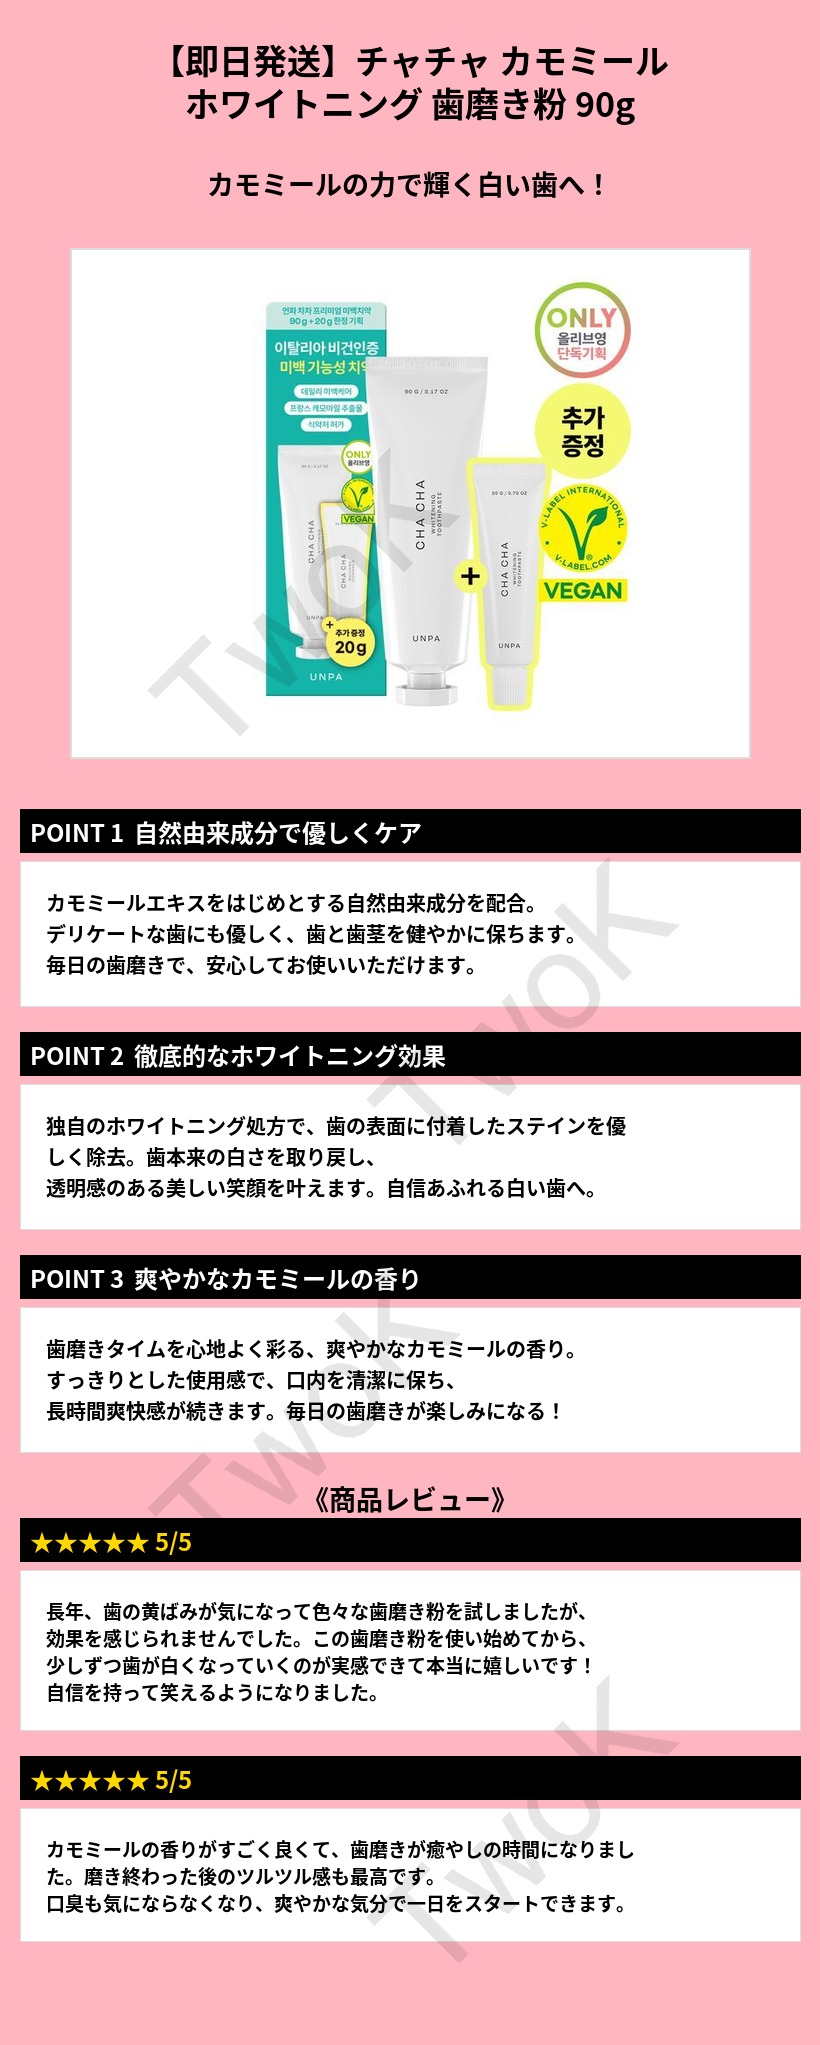 【即日発送】チャチャ カモミール
ホワイトニング 歯磨き粉 90g
カモミールの力で輝く白い歯へ！
언파 차차 프리미엄 미백치약
90g+20g 한정 기획
이탈리아 비건인증
미백 기능성 치약
데일리 미백케어
프랑스 캐모마일 추출물
식약처 허가
ONLY
올리브영
VEGAN
CHA CHA
CHA CHA
UNPA
+
추가 증정
20g
UNPA
90 G / 3.17 OZ
CHA CHA
WHITENING
TOOTHPASTE
UNPA
+
20 G / 0.70 OZ
CHA CHA
WHITENING
TOOTHPASTE
UNPA
ONLY
올리브영
단독기획
추가
증정
V-LABEL INTERNATIONAL
V-LABEL.COM
VEGAN
TwoK
POINT 1 自然由来成分で優しくケア
カモミールエキスをはじめとする自然由来成分を配合。
デリケートな歯にも優しく、歯と歯茎を健やかに保ちます。
毎日の歯磨きで、安心してお使いいただけます。
TwoK
POINT 2 徹底的なホワイトニング効果
独自のホワイトニング処方で、歯の表面に付着したステインを優
しく除去。歯本来の白さを取り戻し、
透明感のある美しい笑顔を叶えます。自信あふれる白い歯へ。
POINT 3 爽やかなカモミールの香り
歯磨きタイムを心地よく彩る、爽やかなカモミールの香り。
すっきりとした使用感で、口内を清潔に保ち、
長時間爽快感が続きます。毎日の歯磨きが楽しみになる！
TwoK
《商品レビュー》
★★★★★ 5/5
長年、歯の黄ばみが気になって色々な歯磨き粉を試しましたが、
効果を感じられませんでした。この歯磨き粉を使い始めてから、
少しずつ歯が白くなっていくのが実感できて本当に嬉しいです！
自信を持って笑えるようになりました。
★★★★★ 5/5
カモミールの香りがすごく良くて、歯磨きが癒やしの時間になりまし
た。磨き終わった後のツルツル感も最高です。
口臭も気にならなくなり、爽やかな気分で一日をスタートできます。
TwoK